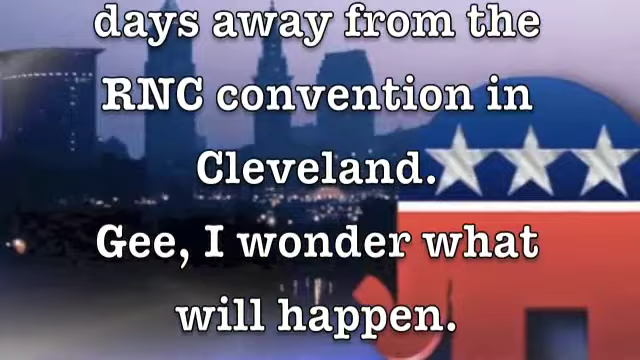 days away from the
RNC convention in
Cleveland.
Gee, I wonder what
will happen.